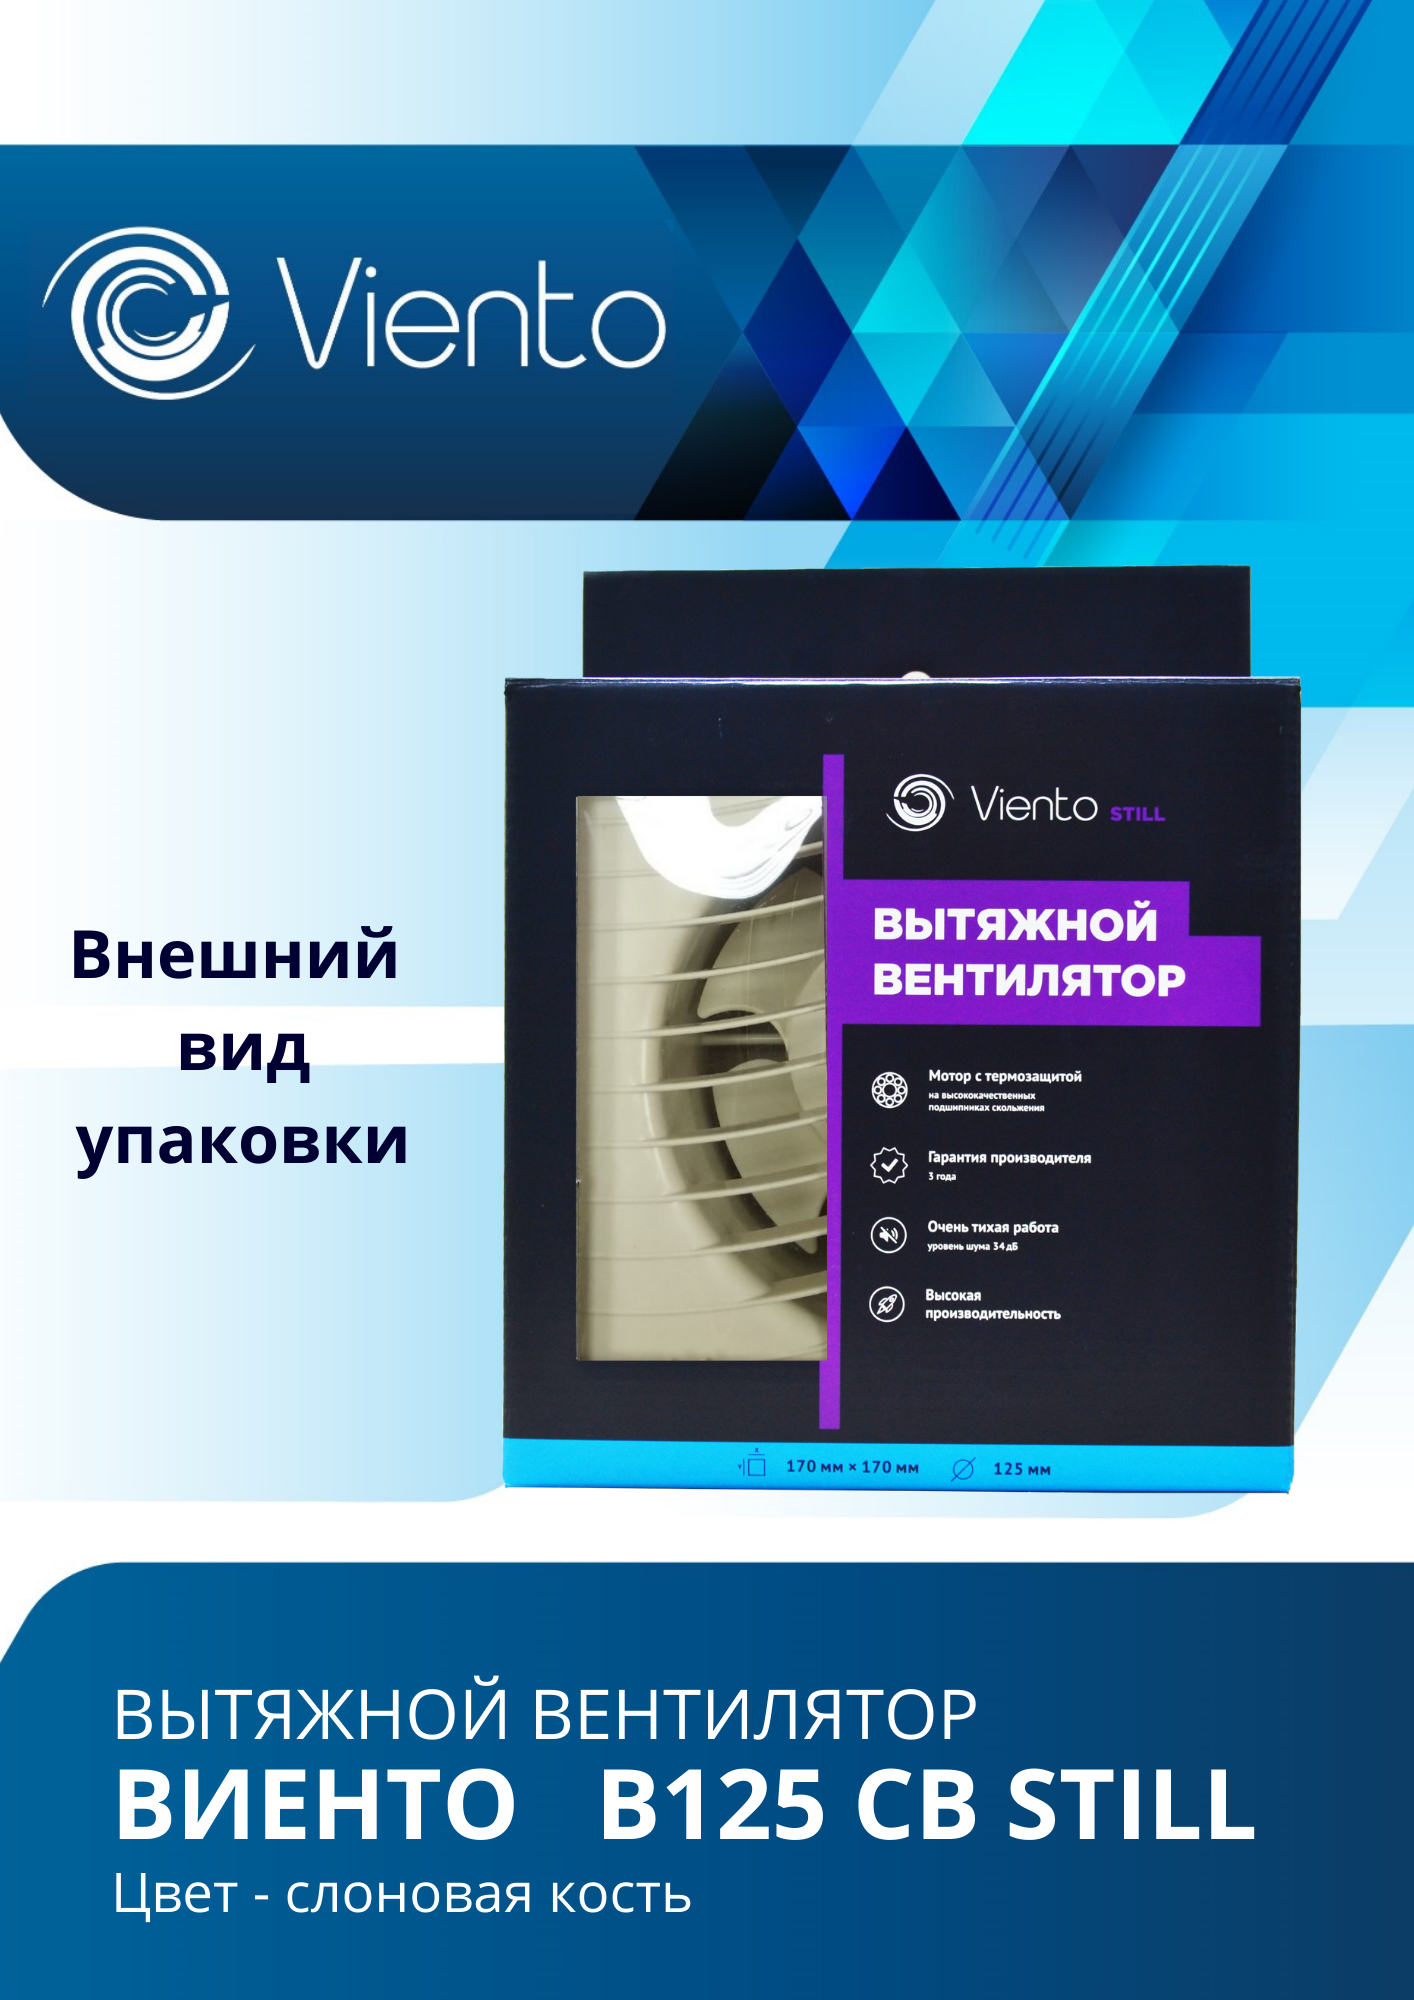 Viento
Внешний
вид
упаковки
Viento STILL
ВЫТЯЖНОЙ
ВЕНТИЛЯТОР
Мотор с термозащитой
на высококачественных
подшипниках скольжения
Гарантия производителя
3 года
Очень тихая работа
уровень шума 34 дБ
Высокая
производительность
X
Y
170 мм × 170 мм
125 мм
ВЫТЯЖНОЙ ВЕНТИЛЯТОР
ВИЕНТО В125 СВ STILL
Цвет - слоновая кость